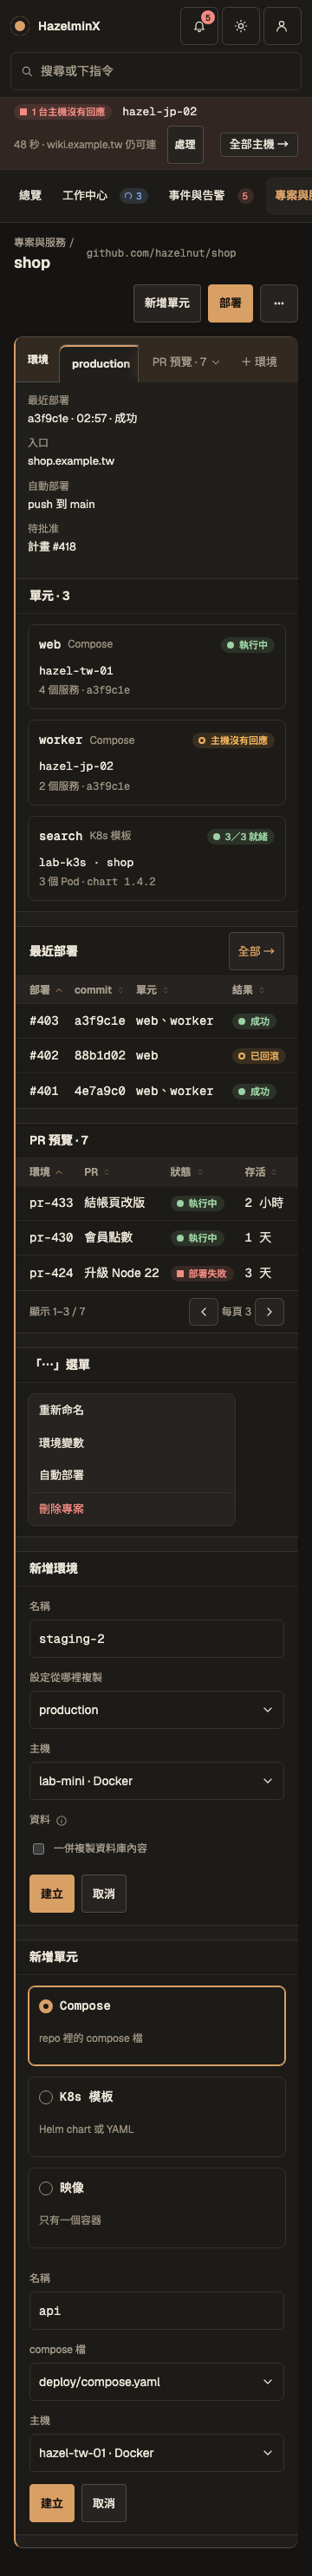 HazelminX
5
搜尋或下指令
1 台主機沒有回應 hazel-jp-02
48 秒 · wiki.example.tw 仍可連 處理 全部主機 →
總覽 工作中心 3 事件與告警 5
專案與服務 / github.com/hazelnut/shop
shop
新增單元 部署 ···
環境 production PR 預覽 · 7 + 環境
最近部署
a3f9c1e · 02:57 · 成功
入口
shop.example.tw
自動部署
push 到 main
待批准
計畫 #418
單元 · 3
web Compose 執行中
hazel-tw-01
4 個服務 · a3f9c1e
worker Compose 主機沒有回應
hazel-jp-02
2 個服務 · a3f9c1e
search K8s 模板 3／3 就緒
lab-k3s · shop
3 個 Pod · chart 1.4.2
最近部署 全部 →
部署 commit 單元 結果
#403 a3f9c1e web、worker 成功
#402 88b1d02 web 已回滾
#401 4e7a9c0 web、worker 成功
PR 預覽 · 7
環境 PR 狀態 存活
pr-433 結帳頁改版 執行中 2 小時
pr-430 會員點數 執行中 1 天
pr-424 升級 Node 22 部署失敗 3 天
顯示 1–3 / 7 每頁 3
「···」選單
重新命名
環境變數
自動部署
刪除專案
新增環境
名稱
staging-2
設定從哪裡複製
production
主機
lab-mini · Docker
資料
一併複製資料庫內容
建立 取消
新增單元
Compose
repo 裡的 compose 檔
K8s 模板
Helm chart 或 YAML
映像
只有一個容器
名稱
api
compose 檔
deploy/compose.yaml
主機
hazel-tw-01 · Docker
建立 取消